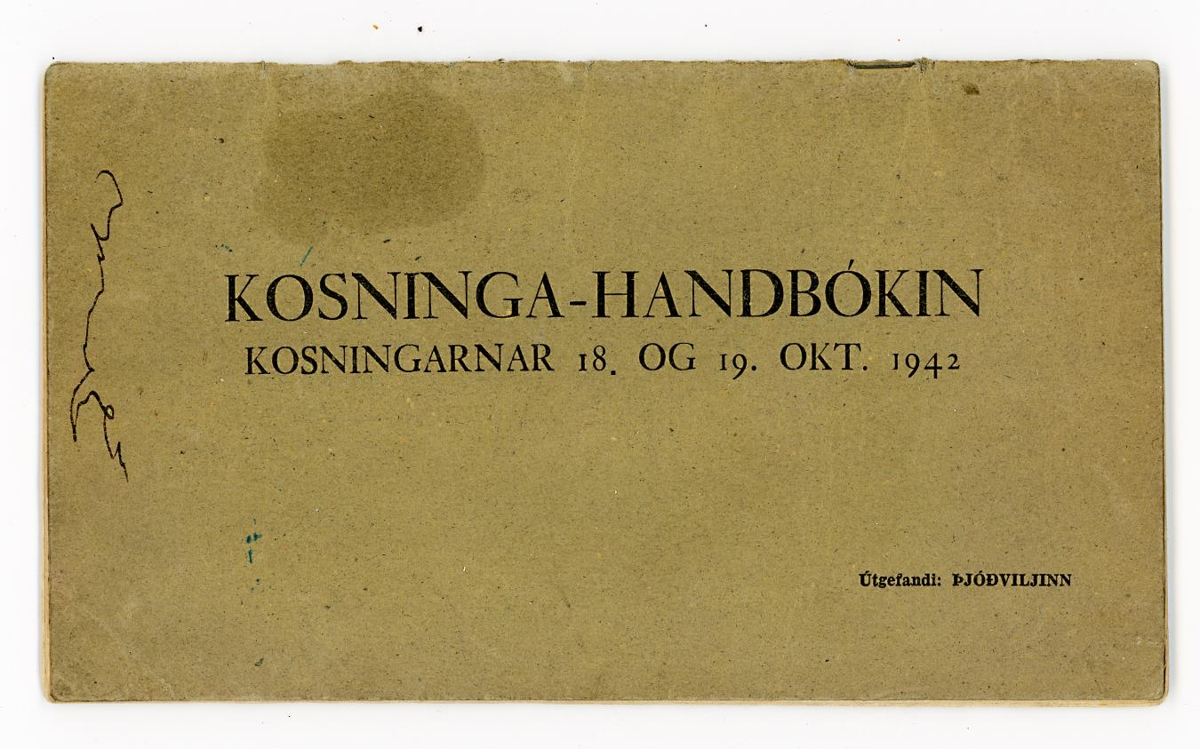 KOSNINGA-HANDBÓKIN
KOSNINGARNAR 18. OG 19. OKT. 1942
Útgefandi: ÞJÓÐVILJINN